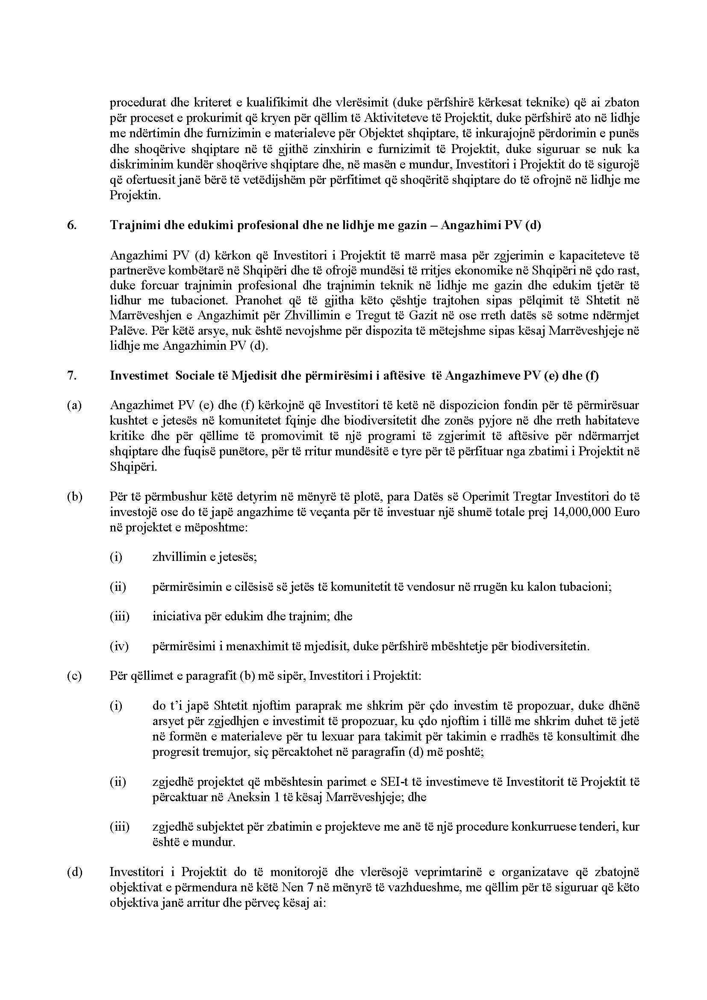 procedurat dhe kriteret e kualifikimit dhe vlerësimit (duke përfshirë kërkesat teknike) që ai zbaton
për proceset e prokurimit që kryen për qëllim të Aktiviteteve të Projektit, duke përfshirë ato në lidhje
me ndërtimin dhe furnizimin e materialeve për Objektet shqiptare, të inkurajojnë përdorimin e punës
dhe shoqërive shqiptare në të gjithë zinxhirin e furnizimit të Projektit, duke siguruar se nuk ka
diskriminim kundër shoqërive shqiptare dhe, në masën e mundur, Investitori i Projektit do të sigurojë
që ofertuesit janë bërë të vetëdijshëm për përfitimet që shoqëritë shqiptare do të ofrojnë në lidhje me
Projektin.
6. Trajnimi dhe edukimi profesional dhe ne lidhje me gazin – Angazhimi PV (d)
Angazhimi PV (d) kërkon që Investitori i Projektit të marrë masa për zgjerimin e kapaciteteve të
partnerëve kombëtarë në Shqipëri dhe të ofrojë mundësi të rritjes ekonomike në Shqipëri në çdo rast,
duke forcuar trajnimin profesional dhe trajnimin teknik në lidhje me gazin dhe edukim tjetër të
lidhur me tubacionet. Pranohet që të gjitha këto çështje trajtohen sipas pëlqimit të Shtetit në
Marrëveshjen e Angazhimit për Zhvillimin e Tregut të Gazit në ose rreth datës së sotme ndërmjet
Palëve. Për këtë arsye, nuk është nevojshme për dispozita të mëtejshme sipas kësaj Marrëveshjeje në
lidhje me Angazhimin PV (d).
7. Investimet  Sociale të Mjedisit dhe përmirësimi i aftësive  të Angazhimeve PV (e) dhe (f)
(a) Angazhimet PV (e) dhe (f) kërkojnë që Investitori të ketë në dispozicion fondin për të përmirësuar
kushtet e jetesës në komunitetet fqinje dhe biodiversitetit dhe zonës pyjore në dhe rreth habitateve
kritike dhe për qëllime të promovimit të një programi të zgjerimit të aftësive për ndërmarrjet
shqiptare dhe fuqisë punëtore, për të rritur mundësitë e tyre për të përfituar nga zbatimi i Projektit në
Shqipëri.
(b) Për të përmbushur këtë detyrim në mënyrë të plotë, para Datës së Operimit Tregtar Investitori do të
investojë ose do të japë angazhime të veçanta për të investuar një shumë totale prej 14,000,000 Euro
në projektet e mëposhtme:
(i) zhvillimin e jetesës;
(ii) përmirësimin e cilësisë së jetës të komunitetit të vendosur në rrugën ku kalon tubacioni;
(iii) iniciativa për edukim dhe trajnim; dhe
(iv) përmirësimi i menaxhimit të mjedisit, duke përfshirë mbështetje për biodiversitetin.
(c) Për qëllimet e paragrafit (b) më sipër, Investitori i Projektit:
(i) do t’i japë Shtetit njoftim paraprak me shkrim për çdo investim të propozuar, duke dhënë
arsyet për zgjedhjen e investimit të propozuar, ku çdo njoftim i tillë me shkrim duhet të jetë
në formën e materialeve për tu lexuar para takimit për takimin e rradhës të konsultimit dhe
progresit tremujor, siç përcaktohet në paragrafin (d) më poshtë;
(ii) zgjedhë projektet që mbështesin parimet e SEI-t të investimeve të Investitorit të Projektit të
përcaktuar në Aneksin 1 të kësaj Marrëveshjeje; dhe
(iii) zgjedhë subjektet për zbatimin e projekteve me anë të një procedure konkurruese tenderi, kur
është e mundur.
(d) Investitori i Projektit do të monitorojë dhe vlerësojë veprimtarinë e organizatave që zbatojnë
objektivat e përmendura në këtë Nen 7 në mënyrë të vazhdueshme, me qëllim për të siguruar që këto
objektiva janë arritur dhe përveç kësaj ai: